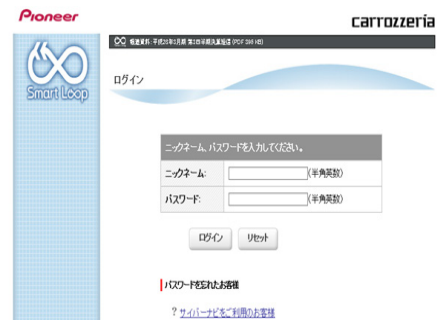 Pioneer
carrozzeria
Smart Loop
ログイン
ニックネーム、パスワードを入力してください。
ニックネーム:
(半角英数)
パスワード:
(半角英数)
ログイン
リセット
パスワードを忘れたお客様
? サイバーナビをご利用のお客様